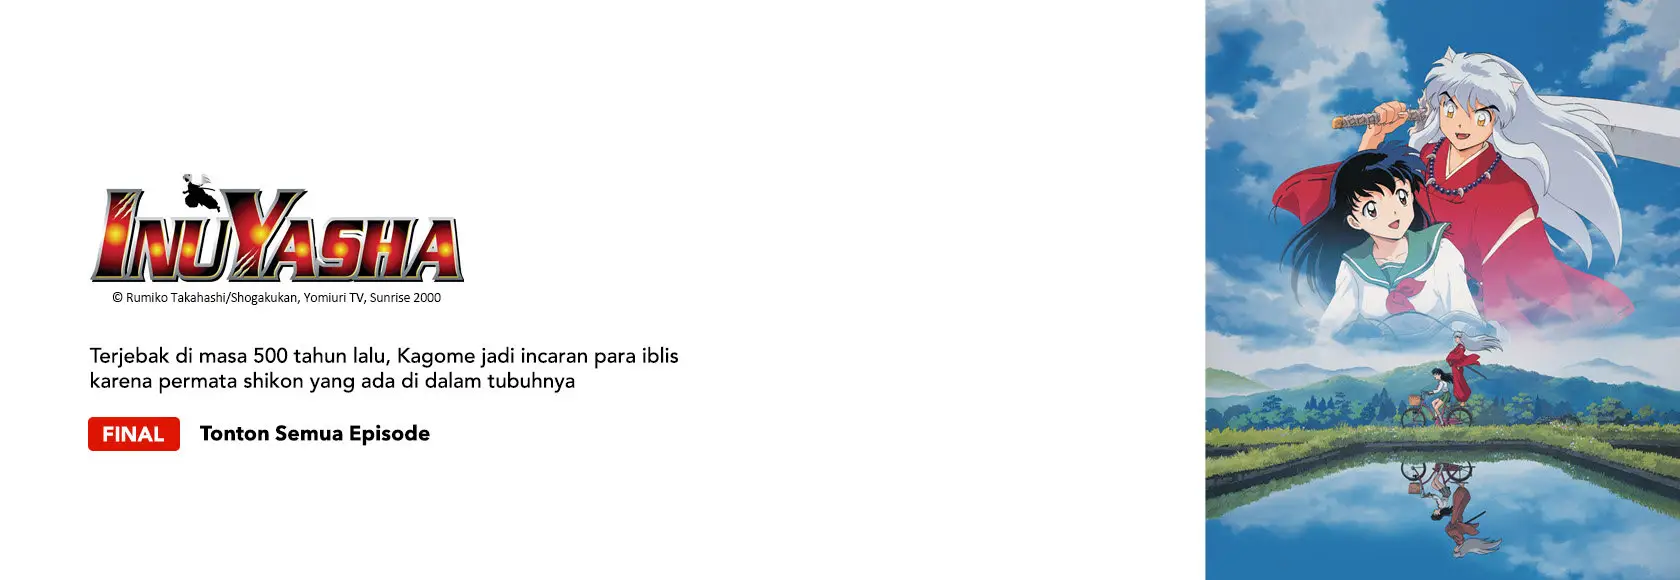 INUYASHA
© Rumiko Takahashi/Shogakukan, Yomiuri TV, Sunrise 2000
Terjebak di masa 500 tahun lalu, Kagome jadi incaran para iblis
karena permata shikon yang ada di dalam tubuhnya
FINAL Tonton Semua Episode